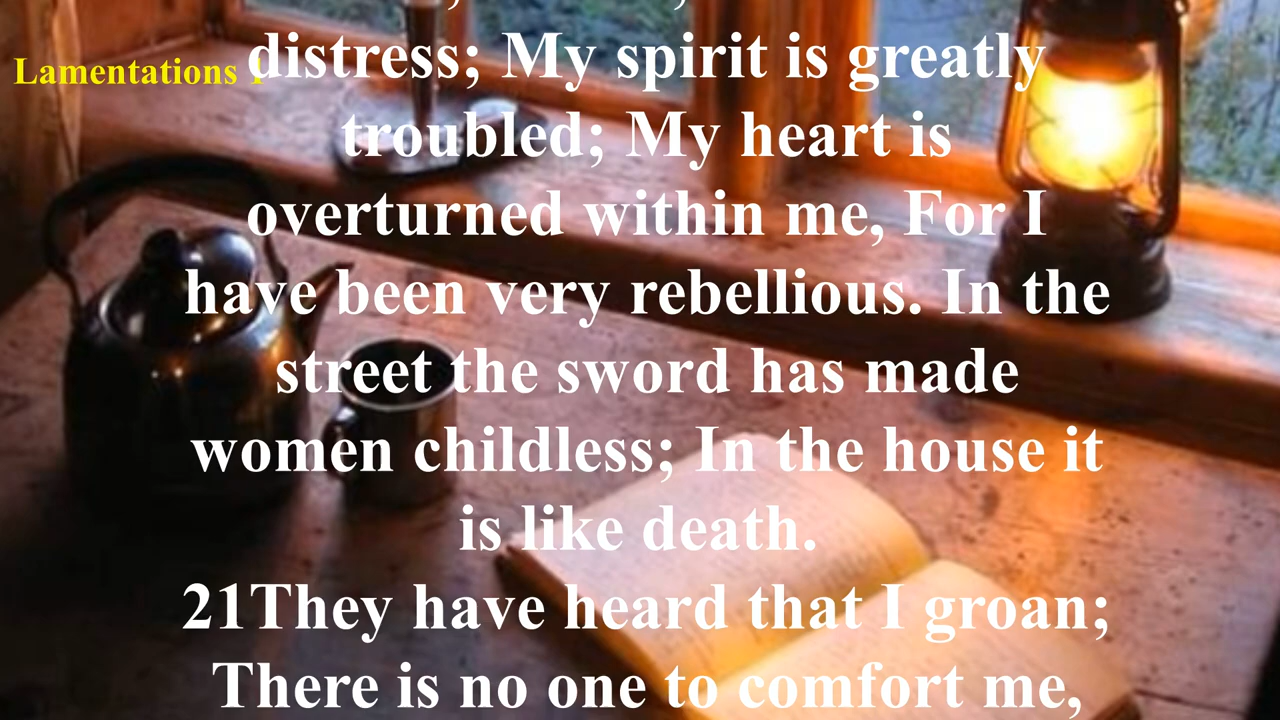 Lamentations 1
distress; My spirit is greatly
troubled; My heart is
overturned within me, For I
have been very rebellious. In the
street the sword has made
women childless; In the house it
is like death.
21They have heard that I groan;
There is no one to comfort me,